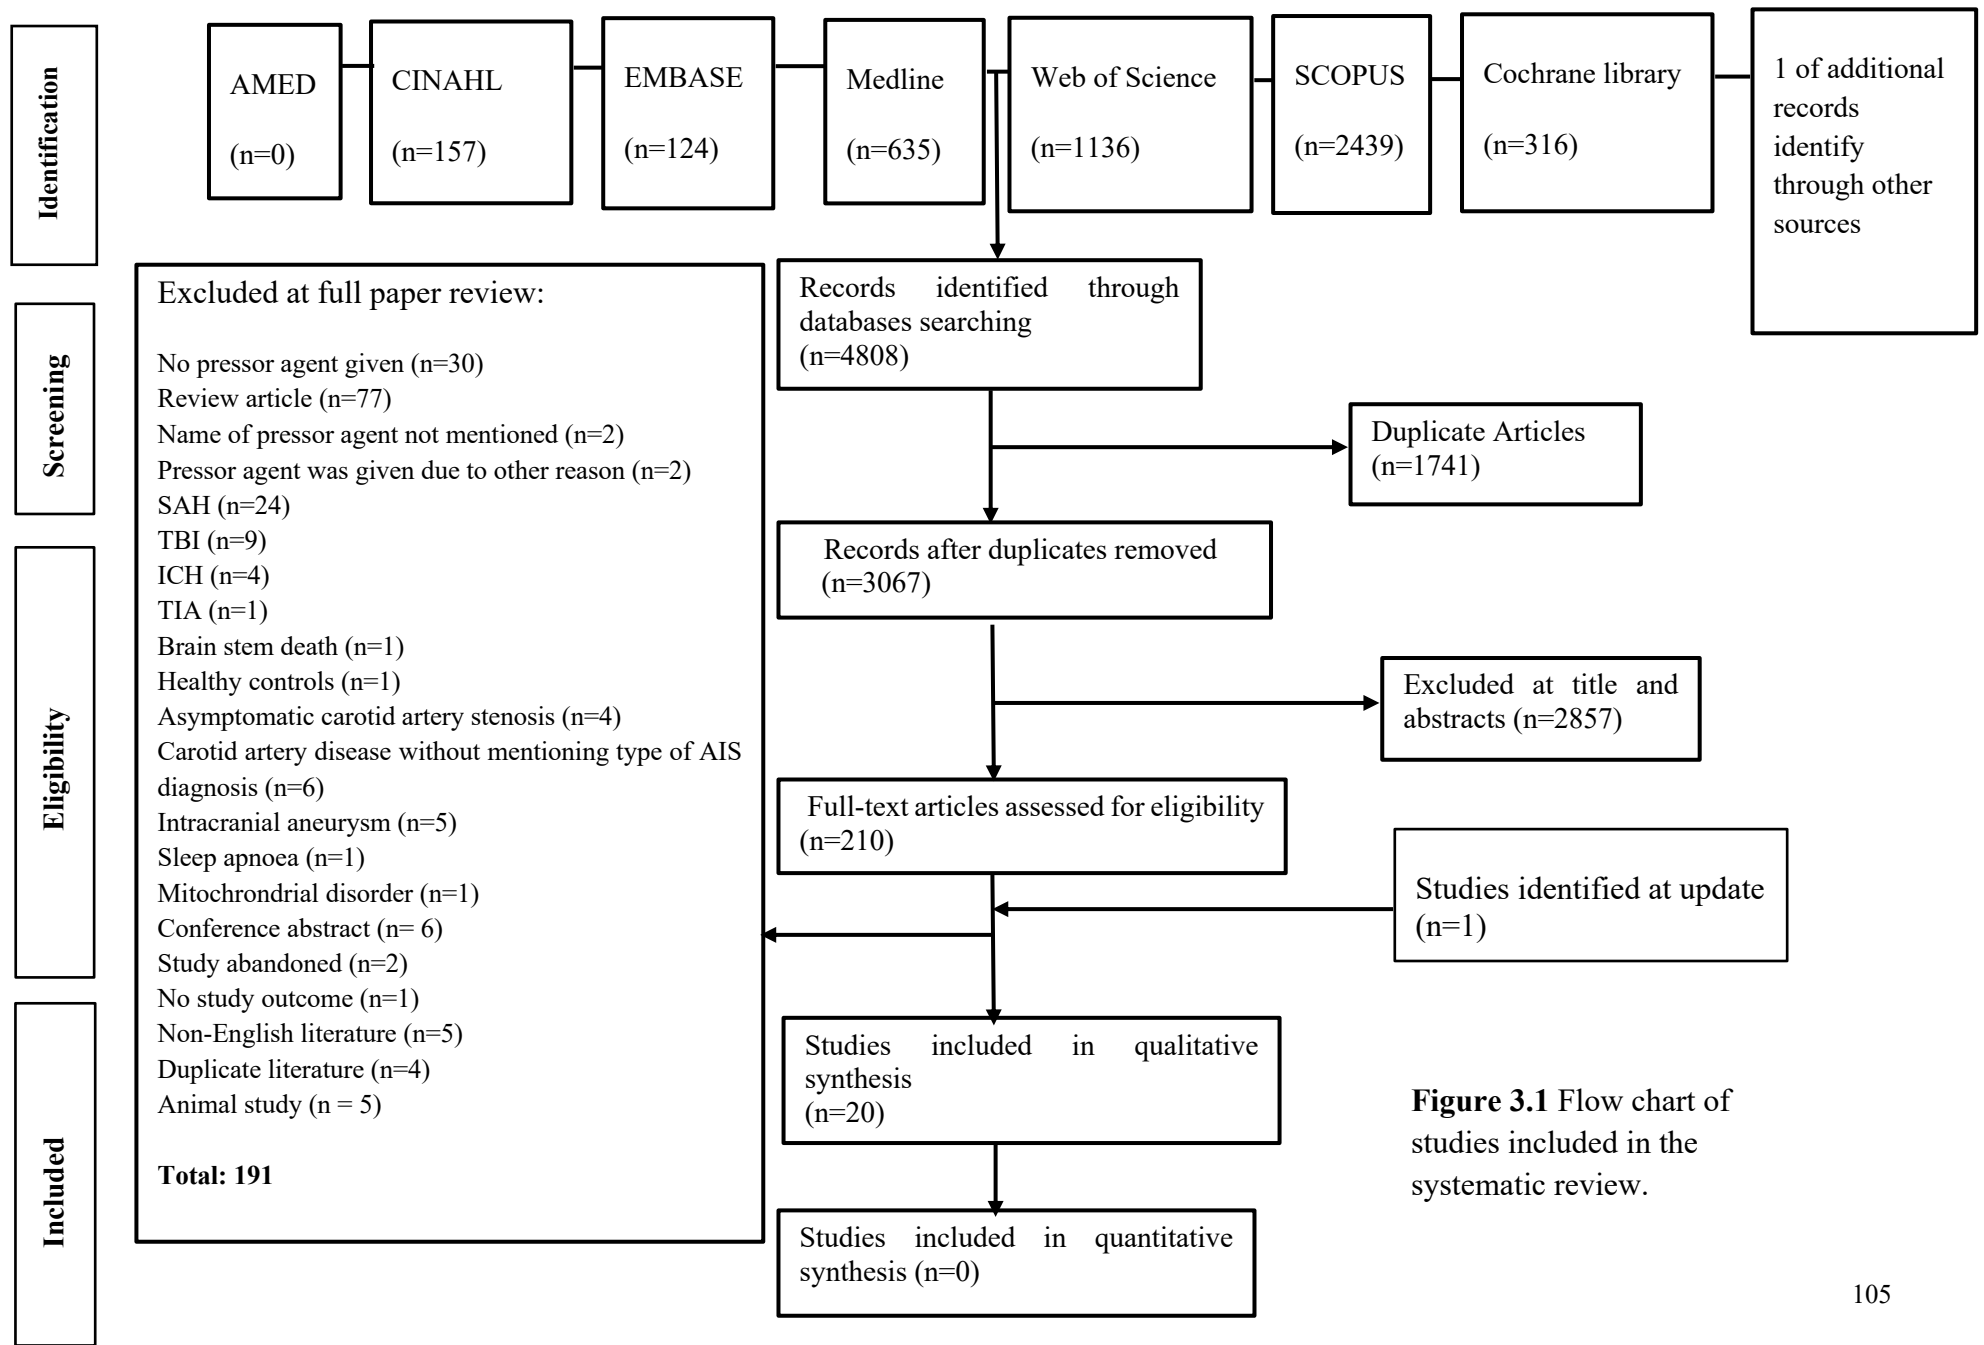 Identification
AMED
(n=0)
CINAHL
(n=157)
EMBASE
(n=124)
Medline
(n=635)
Web of Science
(n=1136)
SCOPUS
(n=2439)
Cochrane library
(n=316)
1 of additional
records
identify
through other
sources
Screening
Records identified through
databases searching
(n=4808)
Duplicate Articles
(n=1741)
Records after duplicates removed
(n=3067)
Eligibility
Excluded at title and
abstracts (n=2857)
Full-text articles assessed for eligibility
(n=210)
Studies identified at update
(n=1)
Excluded at full paper review:
No pressor agent given (n=30)
Review article (n=77)
Name of pressor agent not mentioned (n=2)
Pressor agent was given due to other reason (n=2)
SAH (n=24)
TBI (n=9)
ICH (n=4)
TIA (n=1)
Brain stem death (n=1)
Healthy controls (n=1)
Asymptomatic carotid artery stenosis (n=4)
Carotid artery disease without mentioning type of AIS
diagnosis (n=6)
Intracranial aneurysm (n=5)
Sleep apnoea (n=1)
Mitochrondrial disorder (n=1)
Conference abstract (n= 6)
Study abandoned (n=2)
No study outcome (n=1)
Non-English literature (n=5)
Duplicate literature (n=4)
Animal study (n = 5)
Total: 191
Included
Studies included in qualitative
synthesis
(n=20)
Studies included in quantitative
synthesis (n=0)
Figure 3.1 Flow chart of
studies included in the
systematic review.
105